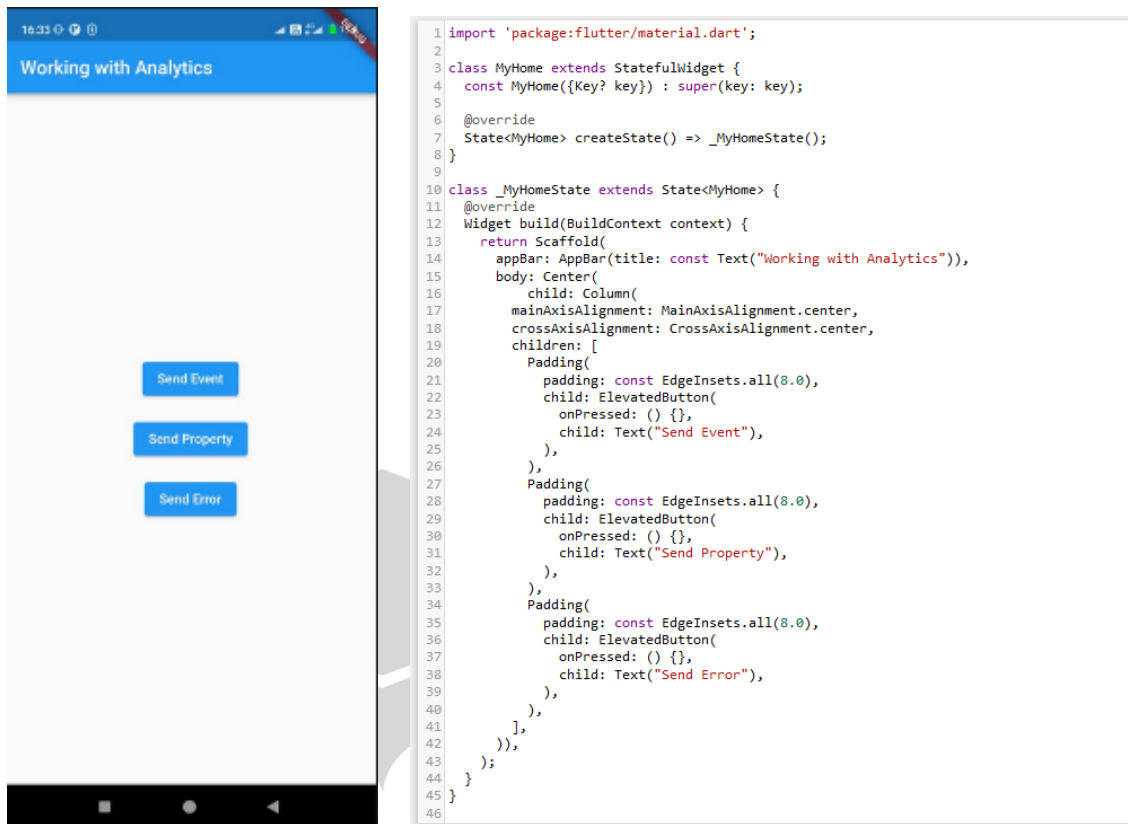 16:33
DEBUG
Working with Analytics
Send Event
Send Property
Send Error
1 import 'package:flutter/material.dart';
2
3 class MyHome extends StatefulWidget {
4   const MyHome({Key? key}) : super(key: key);
5
6   @override
7   State<MyHome> createState() => _MyHomeState();
8 }
9
10 class _MyHomeState extends State<MyHome> {
11   @override
12   Widget build(BuildContext context) {
13     return Scaffold(
14       appBar: AppBar(title: const Text("Working with Analytics")),
15       body: Center(
16           child: Column(
17         mainAxisAlignment: MainAxisAlignment.center,
18         crossAxisAlignment: CrossAxisAlignment.center,
19         children: [
20           Padding(
21             padding: const EdgeInsets.all(8.0),
22             child: ElevatedButton(
23               onPressed: () {},
24               child: Text("Send Event"),
25             ),
26           ),
27           Padding(
28             padding: const EdgeInsets.all(8.0),
29             child: ElevatedButton(
30               onPressed: () {},
31               child: Text("Send Property"),
32             ),
33           ),
34           Padding(
35             padding: const EdgeInsets.all(8.0),
36             child: ElevatedButton(
37               onPressed: () {},
38               child: Text("Send Error"),
39             ),
40           ),
41         ],
42       )),
43     );
44   }
45 }
46